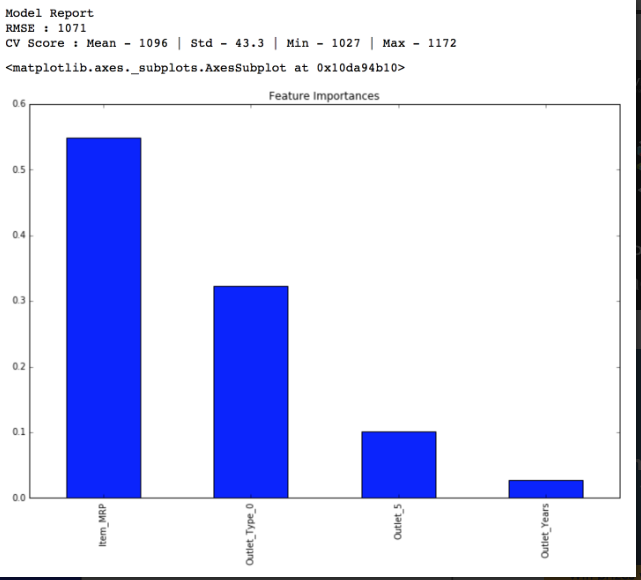 Model Report
RMSE : 1071
CV Score : Mean - 1096 | Std - 43.3 | Min - 1027 | Max - 1172
<matplotlib.axes._subplots.AxesSubplot at 0x10da94b10>
Feature Importances
0.6
0.5
0.4
0.3
0.2
0.1
0.0
Item_MRP
Outlet_Type_0
Outlet_5
Outlet_Years